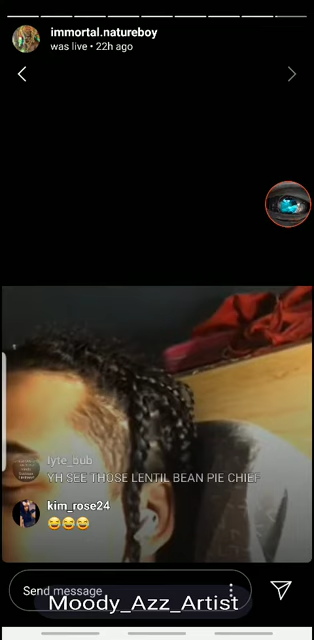 immortal.natureboy
was live • 22h ago
lyte_bub
YH SEE THOSE LENTIL BEAN PIE CHIEF
kim_rose24
😂😂😂
Send message
Moody_Azz_Artist